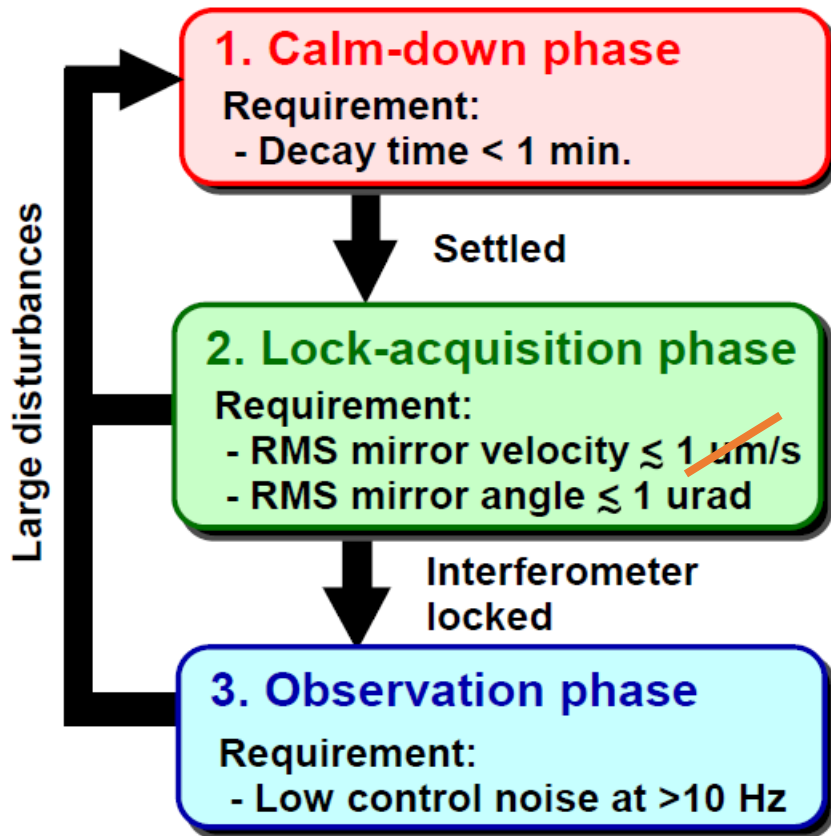 1. Calm-down phase
Requirement:
- Decay time < 1 min.
Settled
Large disturbances
2. Lock-acquisition phase
Requirement:
- RMS mirror velocity ≲ 1 um/s
- RMS mirror angle ≲ 1 urad
Interferometer
locked
3. Observation phase
Requirement:
- Low control noise at >10 Hz